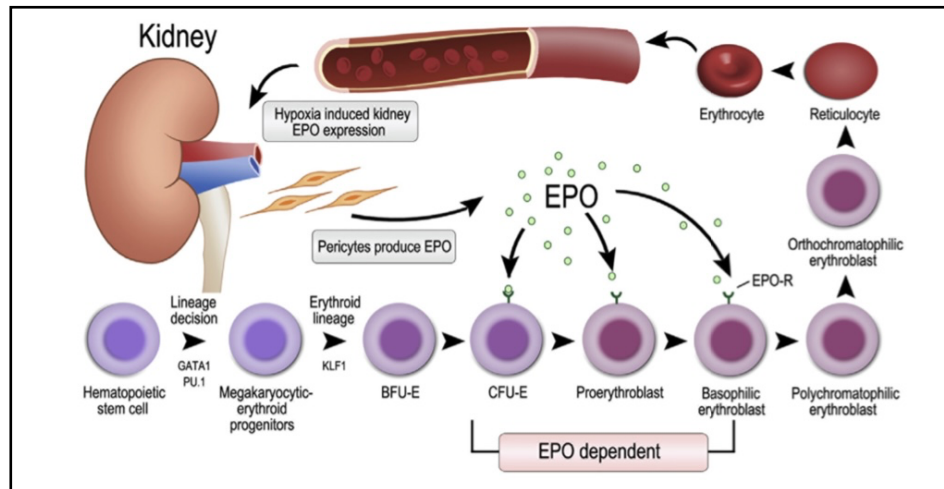 Kidney
Hypoxia induced kidney
EPO expression
Erythrocyte
Reticulocyte
EPO
Pericytes produce EPO
Orthochromatophilic
erythroblast
EPO-R
Lineage
decision
GATA1
PU.1
Erythroid
lineage
KLF1
Hematopoietic
stem cell
Megakaryocytic-
erythroid
progenitors
BFU-E
CFU-E
Proerythroblast
Basophilic
erythroblast
Polychromatophilic
erythroblast
EPO dependent